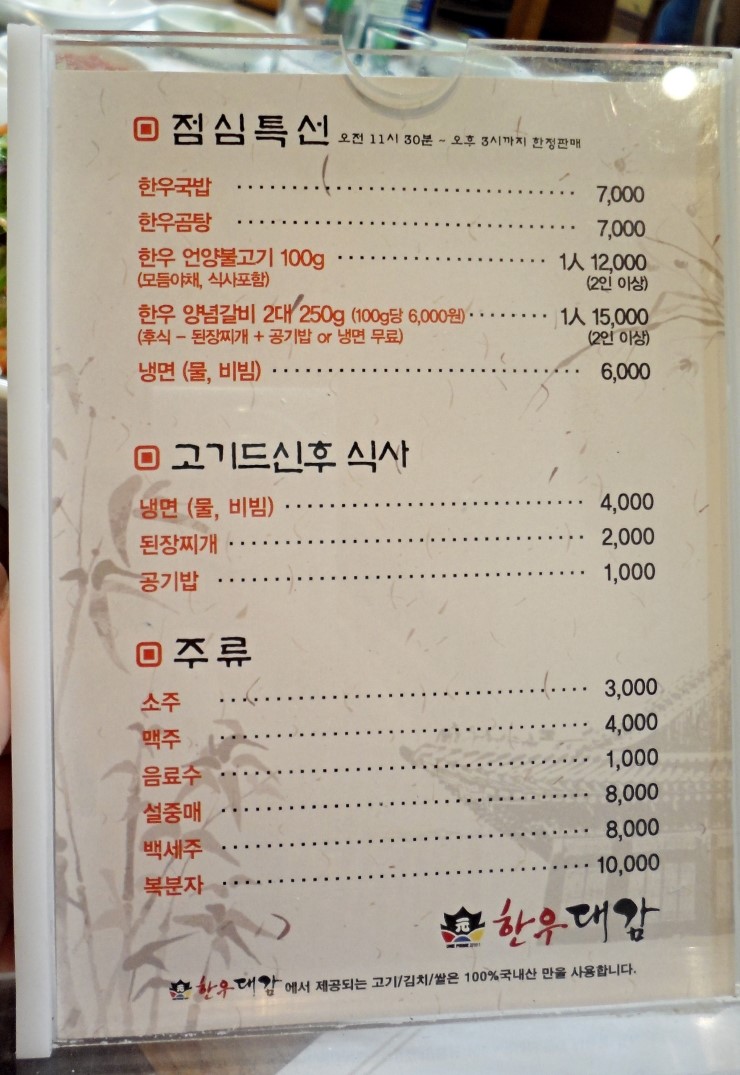 점심특선 오전 11시 30분 ~ 오후 3시까지 한정판매
한우국밥 7,000
한우곰탕 7,000
한우 언양불고기 100g 1人 12,000
(모듬야채, 식사포함) (2인 이상)
한우 양념갈비 2대 250g (100g당 6,000원) 1人 15,000
(후식 - 된장찌개 + 공기밥 or 냉면 무료) (2인 이상)
냉면 (물, 비빔) 6,000
고기드신후 식사
냉면 (물, 비빔) 4,000
된장찌개 2,000
공기밥 1,000
주류
소주 3,000
맥주 4,000
음료수 1,000
설중매 8,000
백세주 8,000
복분자 10,000
元 한우대감
한우대감 에서 제공되는 고기/김치/쌀은 100%국내산 만을 사용합니다.